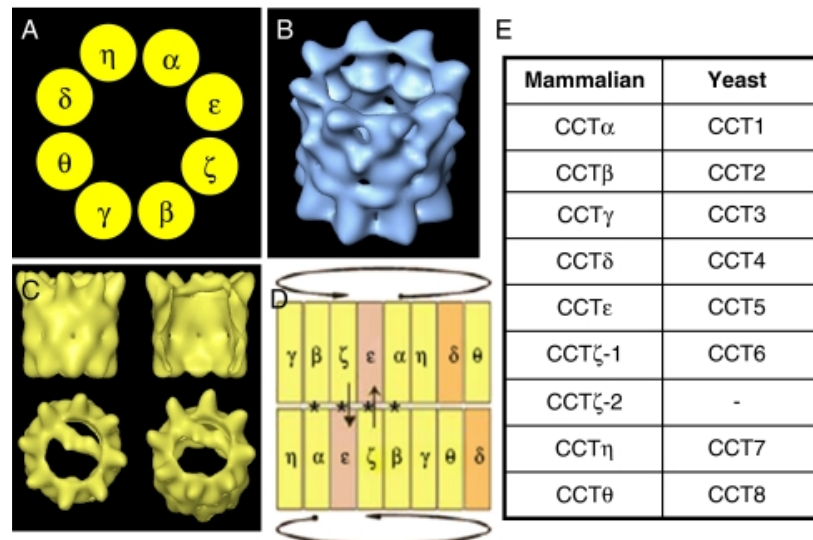 A
η α
δ ε
θ ζ
γ β
B
C
D
γ β ζ ε α η δ θ
* * * *
η α ε ζ β γ θ δ
E
Mammalian Yeast
CCTα CCT1
CCTβ CCT2
CCTγ CCT3
CCTδ CCT4
CCTε CCT5
CCTζ-1 CCT6
CCTζ-2 -
CCTη CCT7
CCTθ CCT8